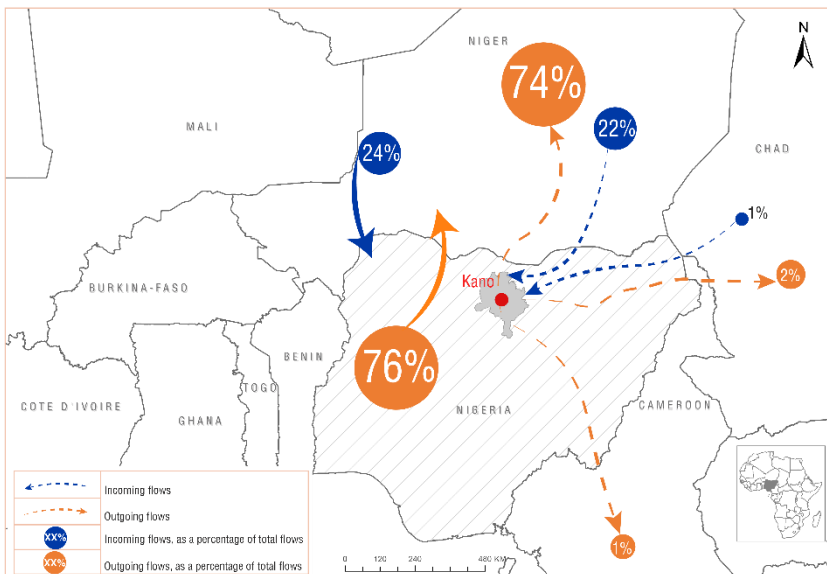 N
NIGER
74%
MALI
24%
22%
CHAD
1%
Kano
2%
BURKINA-FASO
BENIN
76%
TOGO
COTE D'IVOIRE
GHANA
NIGERIA
CAMEROON
Incoming flows
Outgoing flows
XX%
Incoming flows, as a percentage of total flows
XX%
Outgoing flows, as a percentage of total flows
1%
0 120 240 480 KM